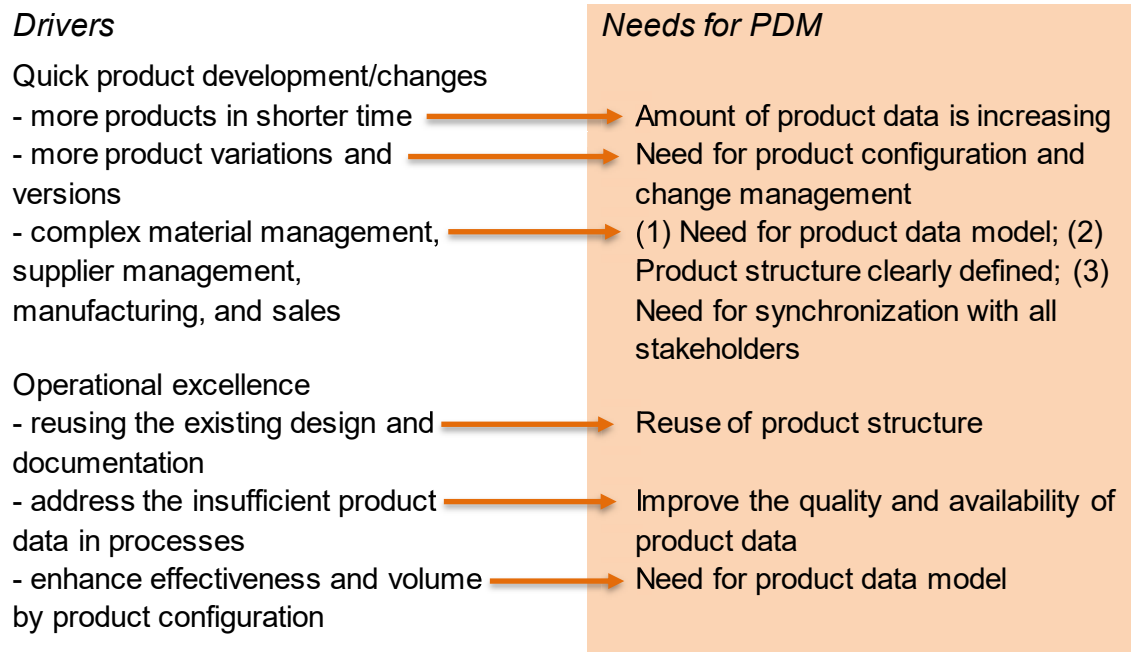 Drivers
Quick product development/changes
- more products in shorter time
- more product variations and
versions
- complex material management,
supplier management,
manufacturing, and sales
Operational excellence
- reusing the existing design and
documentation
- address the insufficient product
data in processes
- enhance effectiveness and volume
by product configuration
Needs for PDM
Amount of product data is increasing
Need for product configuration and
change management
(1) Need for product data model; (2)
Product structure clearly defined; (3)
Need for synchronization with all
stakeholders
Reuse of product structure
Improve the quality and availability of
product data
Need for product data model